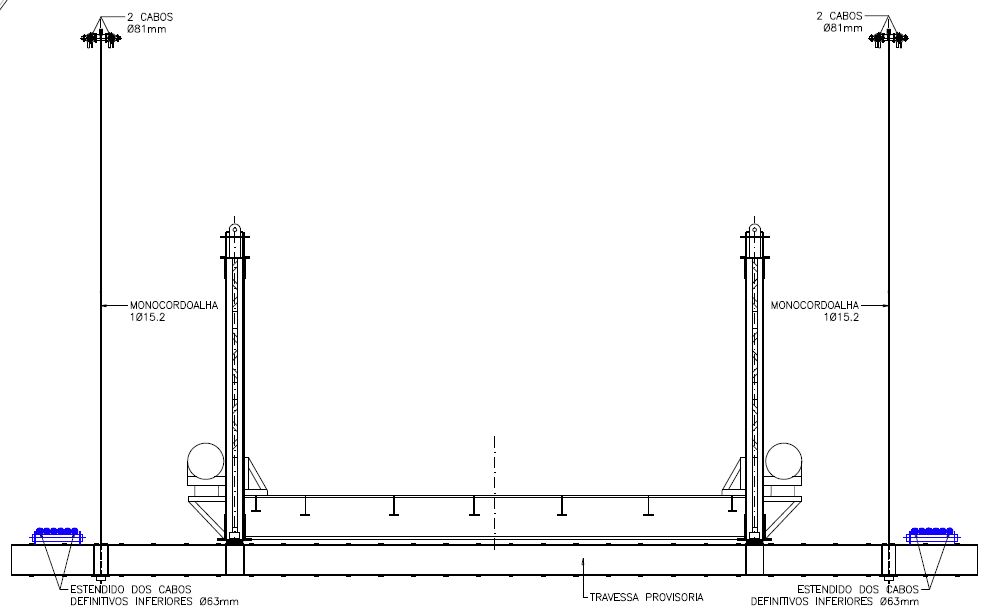 2 CABOS
Ø81mm
2 CABOS
Ø81mm
MONOCORDOALHA
1Ø15.2
MONOCORDOALHA
1Ø15.2
ESTENDIDO DOS CABOS
DEFINITIVOS INFERIORES Ø63mm
TRAVESSA PROVISORIA
ESTENDIDO DOS CABOS
DEFINITIVOS INFERIORES Ø63mm